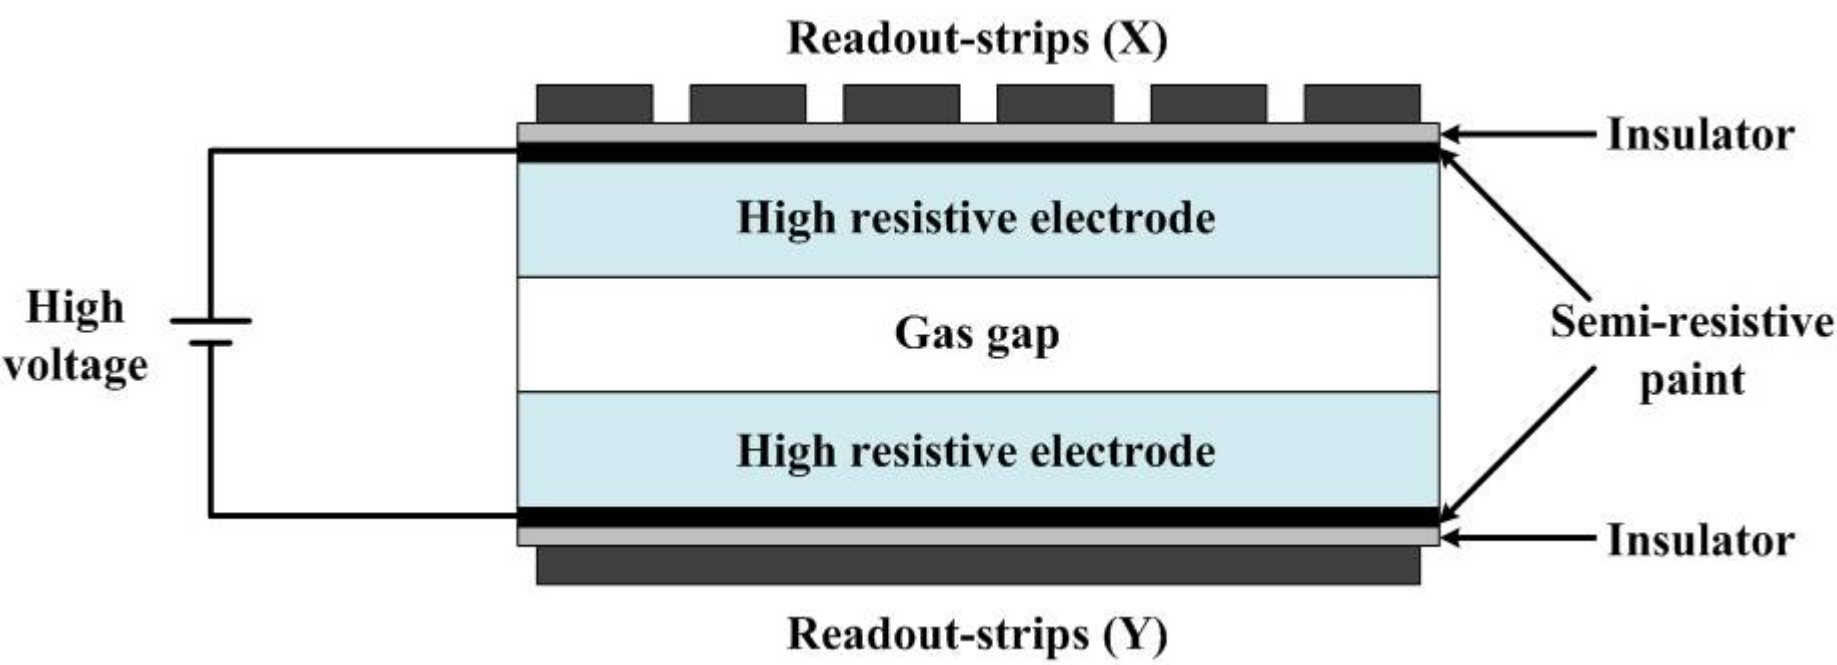 Readout-strips (X)
Insulator
High resistive electrode
High
voltage
Gas gap
Semi-resistive
paint
High resistive electrode
Insulator
Readout-strips (Y)